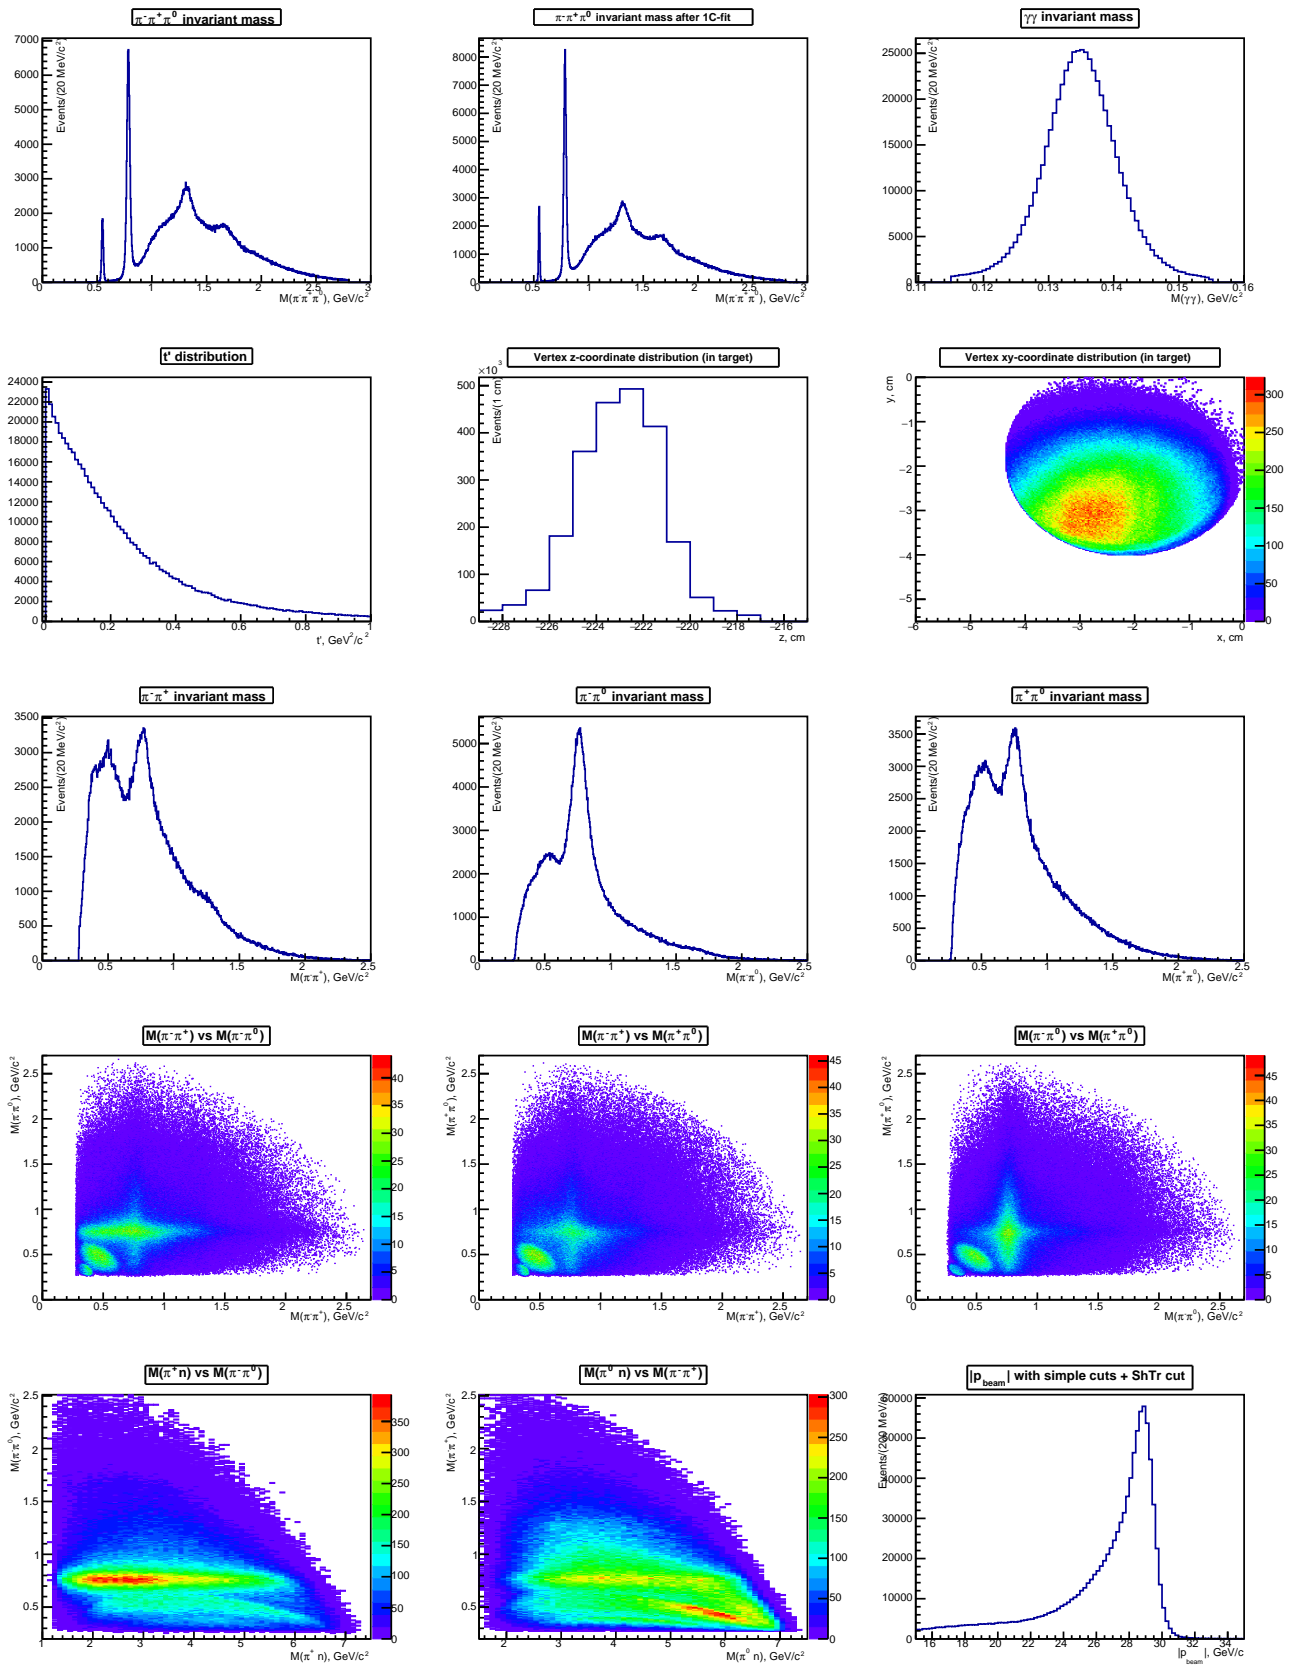 π⁻π⁺π⁰ invariant mass
Events/(20 MeV/c²)
7000
6000
5000
4000
3000
2000
1000
0
0 0.5 1 1.5 2 2.5 3
M(π⁻π⁺π⁰), GeV/c²
π⁻π⁺π⁰ invariant mass after 1C-fit
Events/(20 MeV/c²)
8000
7000
6000
5000
4000
3000
2000
1000
0
0 0.5 1 1.5 2 2.5 3
M(π⁻π⁺π⁰), GeV/c²
γγ invariant mass
Events/(20 MeV/c²)
25000
20000
15000
10000
5000
0
0.11 0.12 0.13 0.14 0.15 0.16
M(γγ), GeV/c²
t' distribution
24000
22000
20000
18000
16000
14000
12000
10000
8000
6000
4000
2000
0
0 0.2 0.4 0.6 0.8 1
t', GeV²/c²
Vertex z-coordinate distribution (in target)
×10³
Events/(1 cm)
500
400
300
200
100
0
−228 −226 −224 −222 −220 −218 −216
z, cm
Vertex xy-coordinate distribution (in target)
y, cm
0
−1
−2
−3
−4
−5
−6 −5 −4 −3 −2 −1 0
x, cm
300
250
200
150
100
50
0
π⁻π⁺ invariant mass
Events/(20 MeV/c²)
3500
3000
2500
2000
1500
1000
500
0
0 0.5 1 1.5 2 2.5
M(π⁻π⁺), GeV/c²
π⁻π⁰ invariant mass
Events/(20 MeV/c²)
5000
4000
3000
2000
1000
0
0 0.5 1 1.5 2 2.5
M(π⁻π⁰), GeV/c²
π⁺π⁰ invariant mass
Events/(20 MeV/c²)
3500
3000
2500
2000
1500
1000
500
0
0 0.5 1 1.5 2 2.5
M(π⁺π⁰), GeV/c²
M(π⁻π⁺) vs M(π⁻π⁰)
M(π⁻π⁰), GeV/c²
2.5
2
1.5
1
0.5
0
0 0.5 1 1.5 2 2.5
M(π⁻π⁺), GeV/c²
40
35
30
25
20
15
10
5
0
M(π⁻π⁺) vs M(π⁺π⁰)
M(π⁺π⁰), GeV/c²
2.5
2
1.5
1
0.5
0
0 0.5 1 1.5 2 2.5
M(π⁻π⁺), GeV/c²
45
40
35
30
25
20
15
10
5
0
M(π⁻π⁰) vs M(π⁺π⁰)
M(π⁺π⁰), GeV/c²
2.5
2
1.5
1
0.5
0
0 0.5 1 1.5 2 2.5
M(π⁻π⁰), GeV/c²
45
40
35
30
25
20
15
10
5
0
M(π⁺n) vs M(π⁻π⁰)
M(π⁻π⁰), GeV/c²
2.5
2
1.5
1
0.5
1 2 3 4 5 6 7
M(π⁺ n), GeV/c²
350
300
250
200
150
100
50
0
M(π⁰ n) vs M(π⁻π⁺)
M(π⁻π⁺), GeV/c²
2.5
2
1.5
1
0.5
2 3 4 5 6 7
M(π⁰ n), GeV/c²
300
250
200
150
100
50
0
|p_beam| with simple cuts + ShTr cut
Events/(200 MeV/c)
60000
50000
40000
30000
20000
10000
0
16 18 20 22 24 26 28 30 32 34
|p_beam|, GeV/c